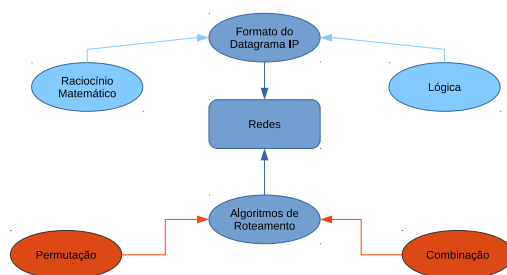 Formato do
Datagrama IP
Raciocínio
Matemático
Lógica
Redes
Algoritmos de
Roteamento
Permutação
Combinação